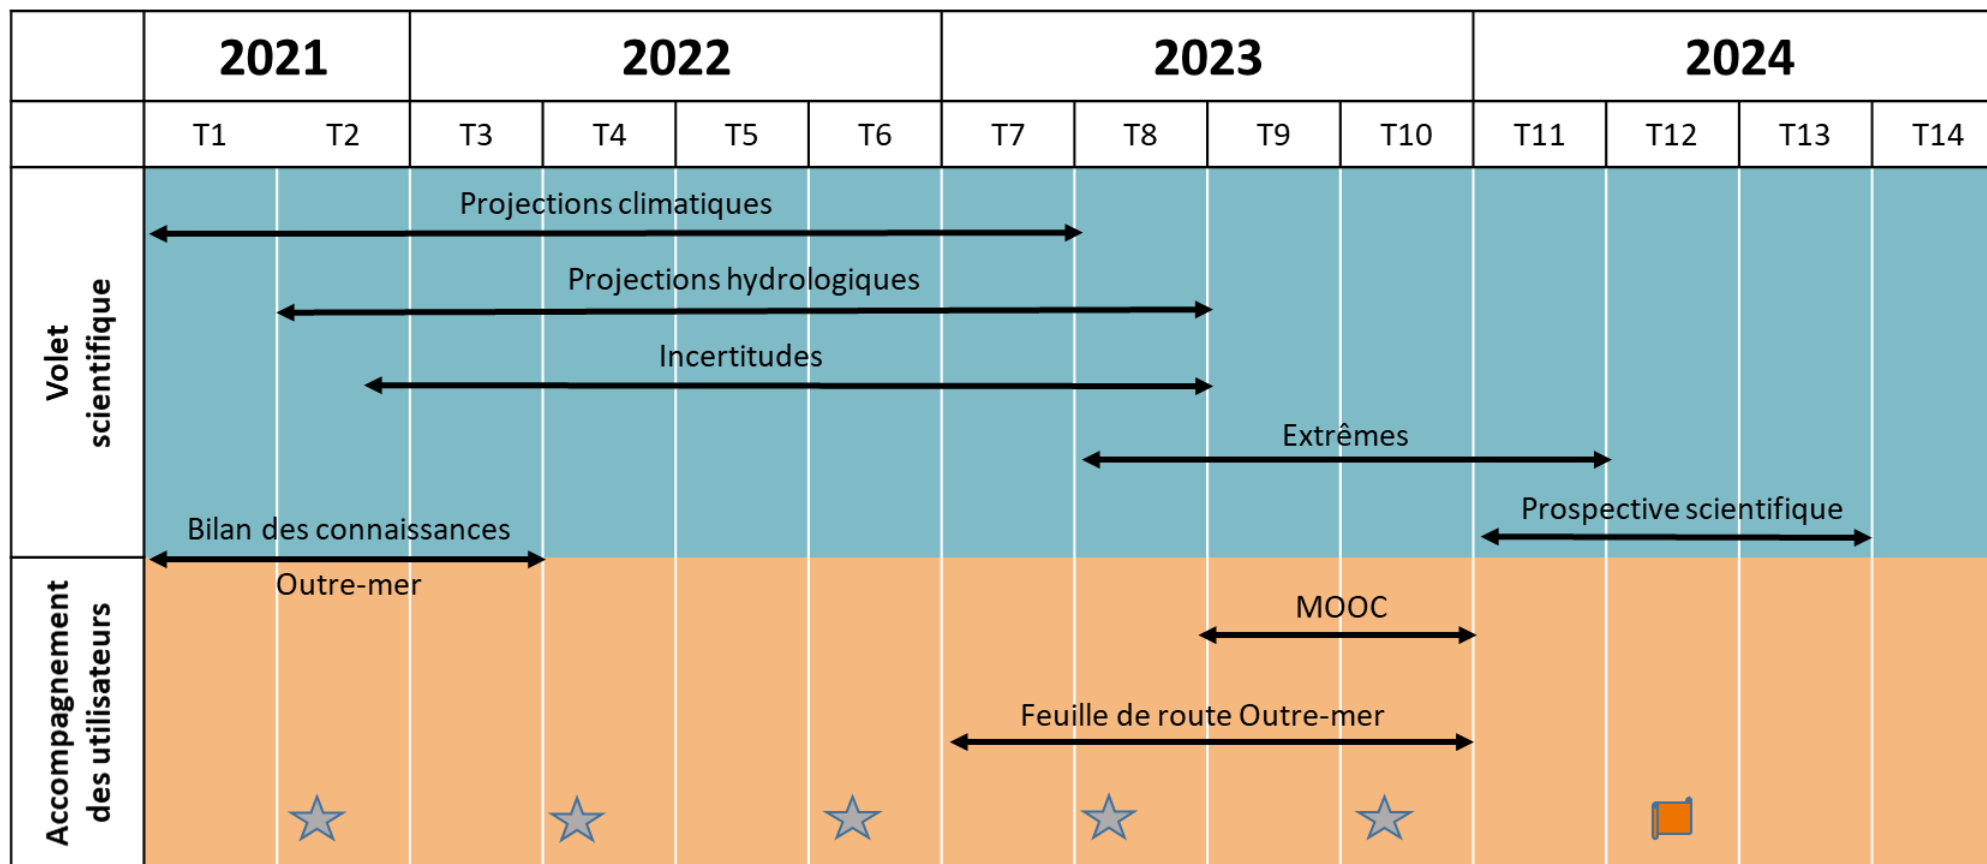 2021 2022 2023 2024
T1 T2 T3 T4 T5 T6 T7 T8 T9 T10 T11 T12 T13 T14
Volet
scientifique
Projections climatiques
Projections hydrologiques
Incertitudes
Extrêmes
Prospective scientifique
Bilan des connaissances
Outre-mer
Accompagnement
des utilisateurs
MOOC
Feuille de route Outre-mer